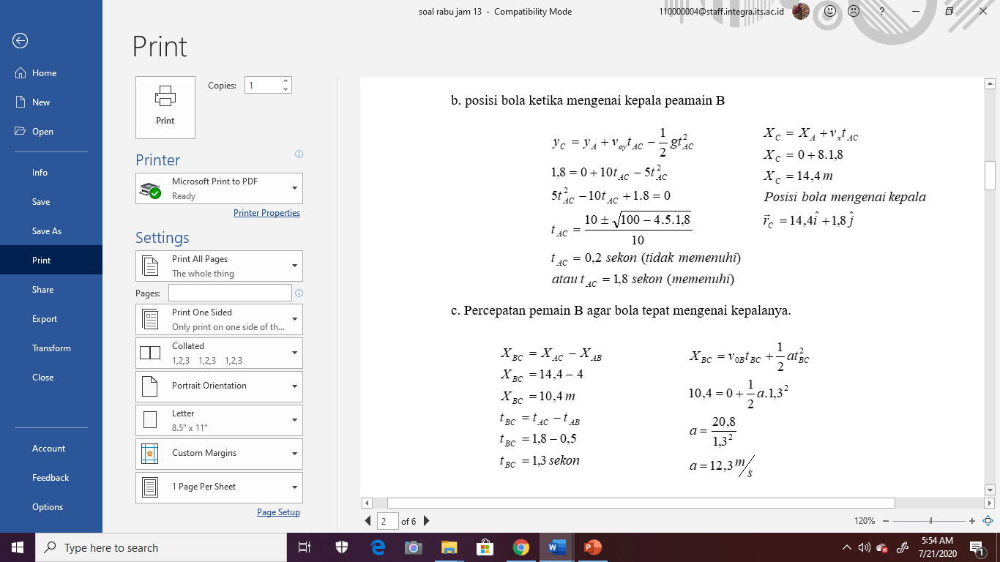 soal rabu jam 13 - Compatibility Mode
110000004@staff.integra.its.ac.id
?
Print
Home
New
Open
Info
Save
Save As
Print
Share
Export
Transform
Close
Account
Feedback
Options
Print
Copies: 1
Printer
Microsoft Print to PDF
Ready
Printer Properties
Settings
Print All Pages
The whole thing
Pages:
Print One Sided
Only print on one side of th...
Collated
1,2,3 1,2,3 1,2,3
Portrait Orientation
Letter
8.5" x 11"
Custom Margins
1 Page Per Sheet
Page Setup
b. posisi bola ketika mengenai kepala peamain B
y_C = y_A + v_{oy}t_{AC} − \frac{1}{2}gt_{AC}^2
1,8 = 0 + 10t_{AC} − 5t_{AC}^2
5t_{AC}^2 − 10t_{AC} + 1.8 = 0
t_{AC} = \frac{10 ± \sqrt{100 − 4.5.1,8}}{10}
t_{AC} = 0,2 sekon (tidak memenuhi)
atau t_{AC} = 1,8 sekon (memenuhi)
X_C = X_A + v_x t_{AC}
X_C = 0 + 8.1,8
X_C = 14,4 m
Posisi bola mengenai kepala
\vec{r}_C = 14,4\hat{i} + 1,8\hat{j}
c. Percepatan pemain B agar bola tepat mengenai kepalanya.
X_{BC} = X_{AC} − X_{AB}
X_{BC} = 14,4 − 4
X_{BC} = 10,4 m
t_{BC} = t_{AC} − t_{AB}
t_{BC} = 1,8 − 0,5
t_{BC} = 1,3 sekon
X_{BC} = v_{0B}t_{BC} + \frac{1}{2}at_{BC}^2
10,4 = 0 + \frac{1}{2}a.1,3^2
a = \frac{20,8}{1,3^2}
a = 12,3 m/s
2 of 6
120%
Type here to search
5:54 AM
7/21/2020
1